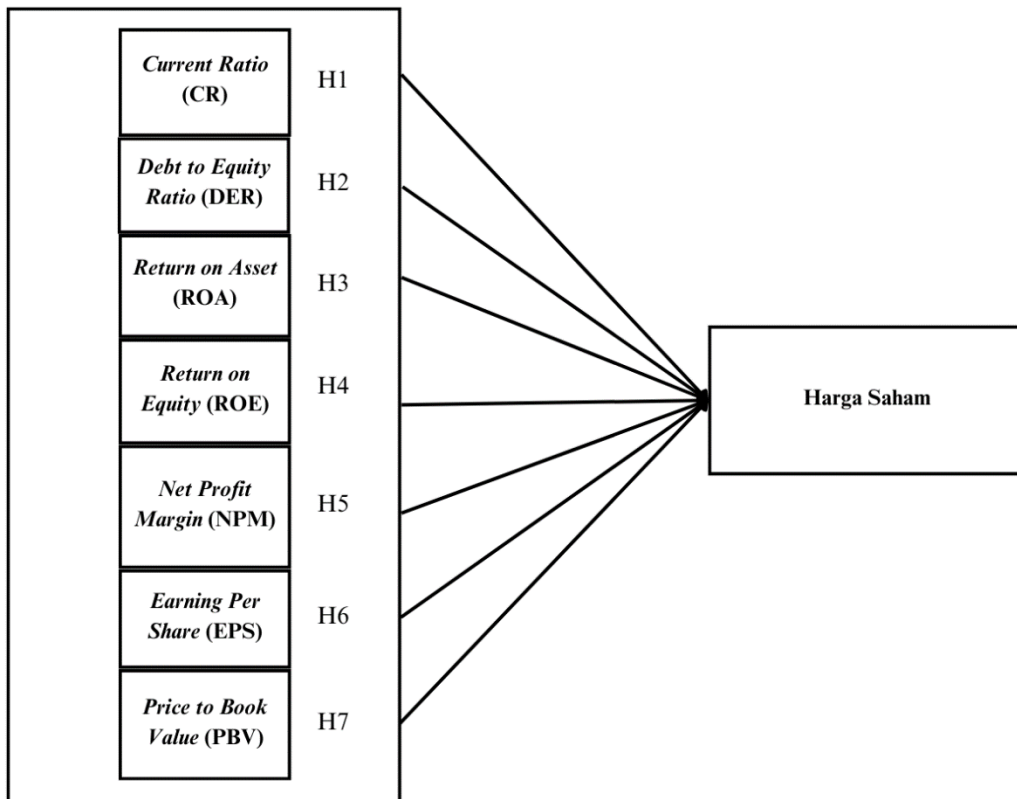 Current Ratio
(CR)
H1
Debt to Equity
Ratio (DER)
H2
Return on Asset
(ROA)
H3
Return on
Equity (ROE)
H4
Harga Saham
Net Profit
Margin (NPM)
H5
Earning Per
Share (EPS)
H6
Price to Book
Value (PBV)
H7